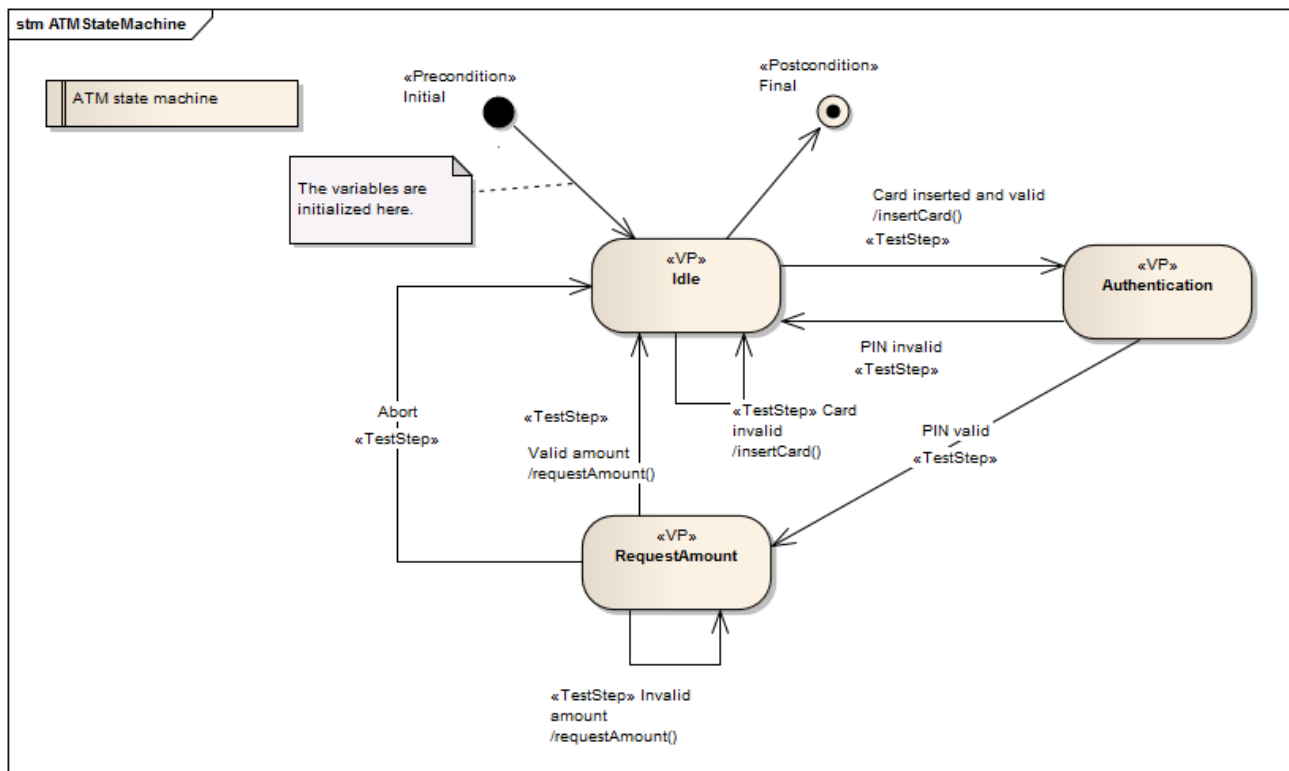 stm ATMStateMachine
ATM state machine
«Precondition»
Initial
«Postcondition»
Final
The variables are
initialized here.
Card inserted and valid
/insertCard()
«TestStep»
«VP»
Idle
«VP»
Authentication
PIN invalid
«TestStep»
Abort
«TestStep»
«TestStep»
Valid amount
/requestAmount()
«TestStep» Card
invalid
/insertCard()
PIN valid
«TestStep»
«VP»
RequestAmount
«TestStep» Invalid
amount
/requestAmount()